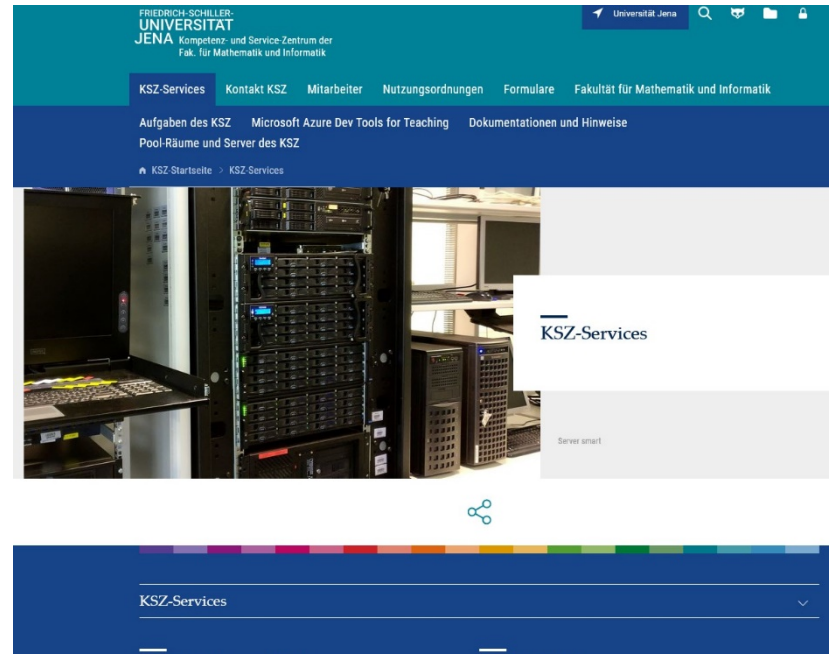 FRIEDRICH-SCHILLER-
UNIVERSITÄT
JENA Kompetenz- und Service-Zentrum der
Fak. für Mathematik und Informatik
Universität Jena
KSZ-Services Kontakt KSZ Mitarbeiter Nutzungsordnungen Formulare Fakultät für Mathematik und Informatik
Aufgaben des KSZ Microsoft Azure Dev Tools for Teaching Dokumentationen und Hinweise
Pool-Räume und Server des KSZ
KSZ-Startseite > KSZ-Services
KSZ-Services
Server smart
KSZ-Services